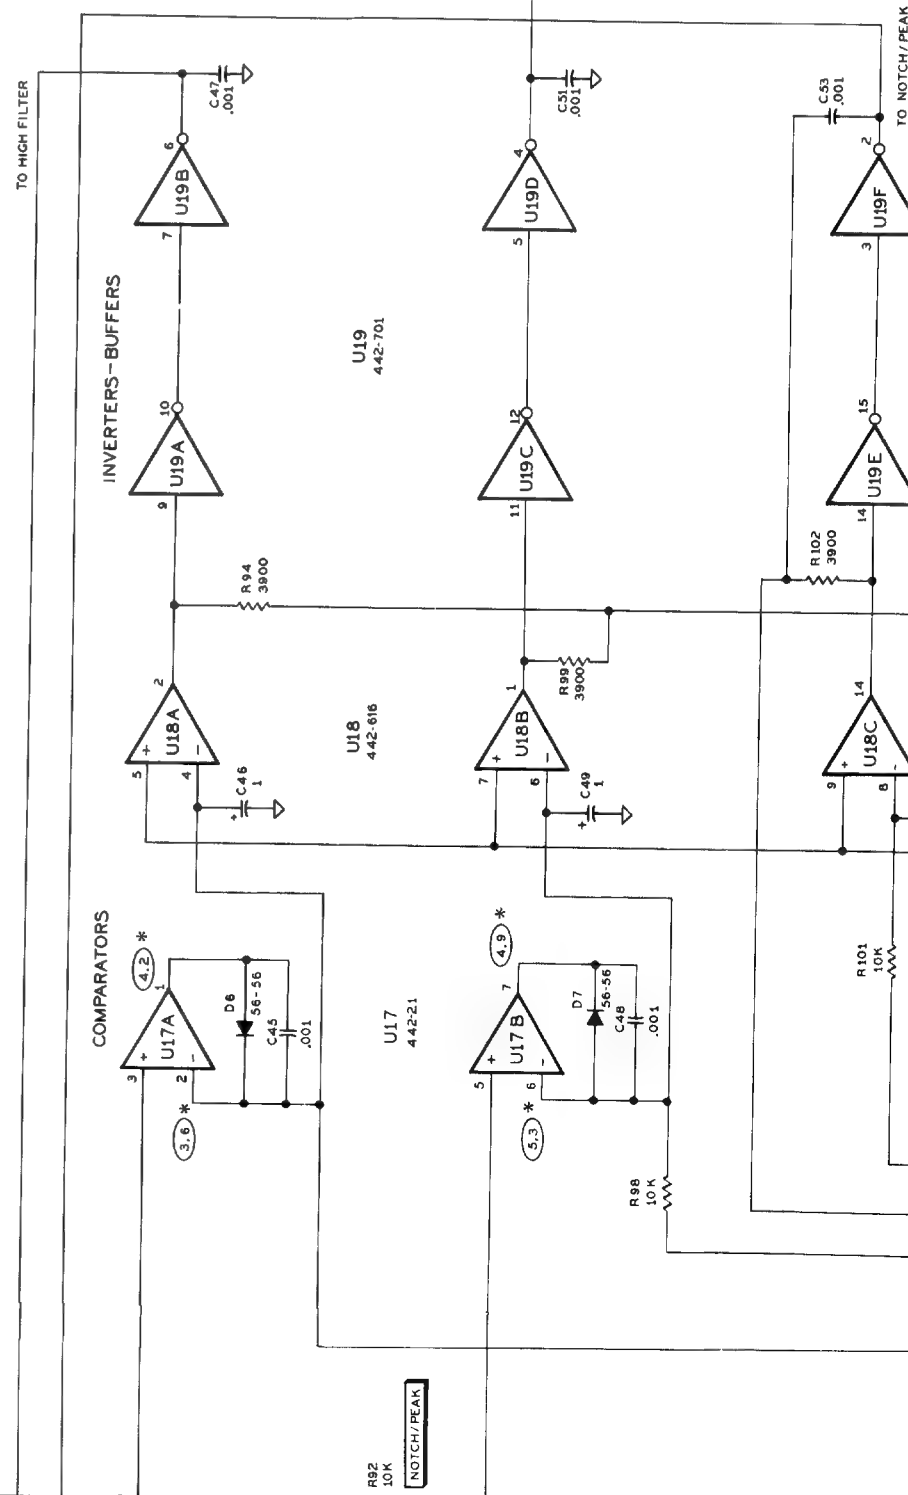 TO HIGH FILTER
C47
.001
6
U19B
7
C51
.001
4
U19D
5
C53
.001
TO NOTCH/PEAK
2
U19F
3
INVERTERS-BUFFERS
U19
442-701
10
U19A
9
12
U19C
11
15
U19E
14
R94
3900
R102
3900
2
U18A
+
-
5
4
U18
442-616
C46
1
+
R99
3900
1
U18B
+
-
7
6
C49
1
+
14
U18C
+
-
9
8
COMPARATORS
4.2 *
1
U17A
+
-
3
2
D6
56-56
C45
.001
3.6 *
U17
442-21
4.9 *
7
U17B
+
-
5
6
D7
56-56
C48
.001
5.3 *
R98
10K
R101
10K
R92
10K
NOTCH/PEAK